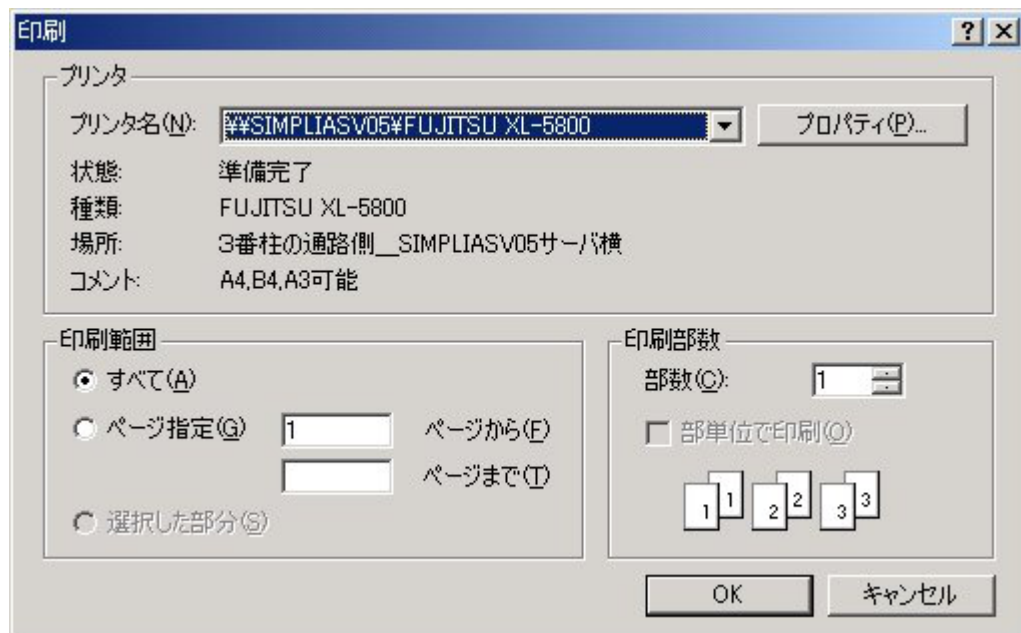 印刷
プリンタ
プリンタ名(N): ¥¥SIMPLIASV05¥FUJITSU XL-5800 プロパティ(P)...
状態: 準備完了
種類: FUJITSU XL-5800
場所: 3番柱の通路側__SIMPLIASV05サーバ横
コメント: A4,B4,A3可能
印刷範囲
すべて(A)
ページ指定(G) 1 ページから(F)
ページまで(T)
選択した部分(S)
印刷部数
部数(C): 1
部単位で印刷(O)
1 1 2 2 3 3
OK キャンセル